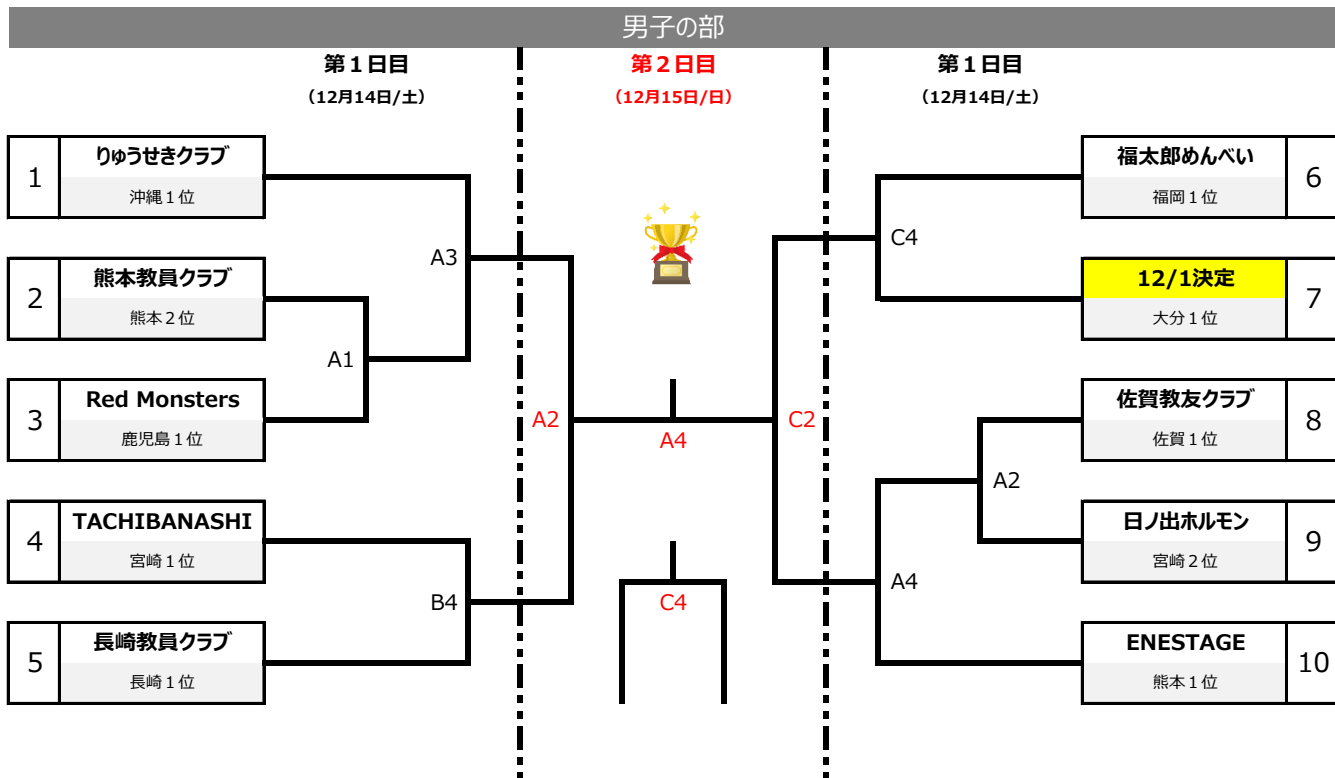 男子の部
第１日目
（12月14日/土）
第２日目
（12月15日/日）
第１日目
（12月14日/土）
1
りゅうせきクラブ
沖縄１位
2
熊本教員クラブ
熊本２位
3
Red Monsters
鹿児島１位
4
TACHIBANASHI
宮崎１位
5
長崎教員クラブ
長崎１位
A3
A1
B4
A2
A4
C4
C2
C4
A2
A4
福太郎めんべい
福岡１位
6
12/1決定
大分１位
7
佐賀教友クラブ
佐賀１位
8
日ノ出ホルモン
宮崎２位
9
ENESTAGE
熊本１位
10